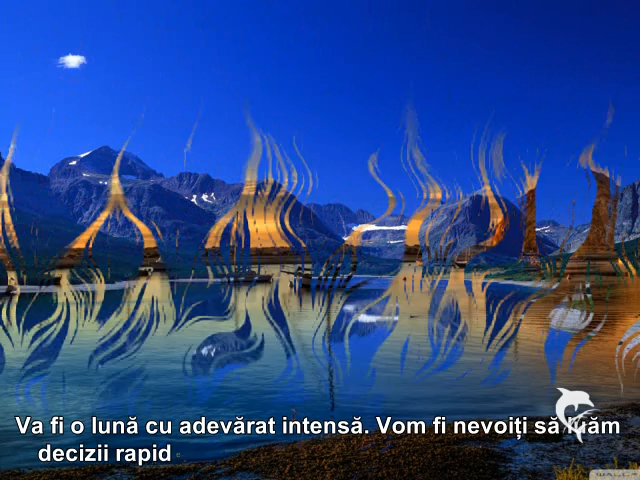 Va fi o lună cu adevărat intensă. Vom fi nevoiți să luăm
decizii rapid